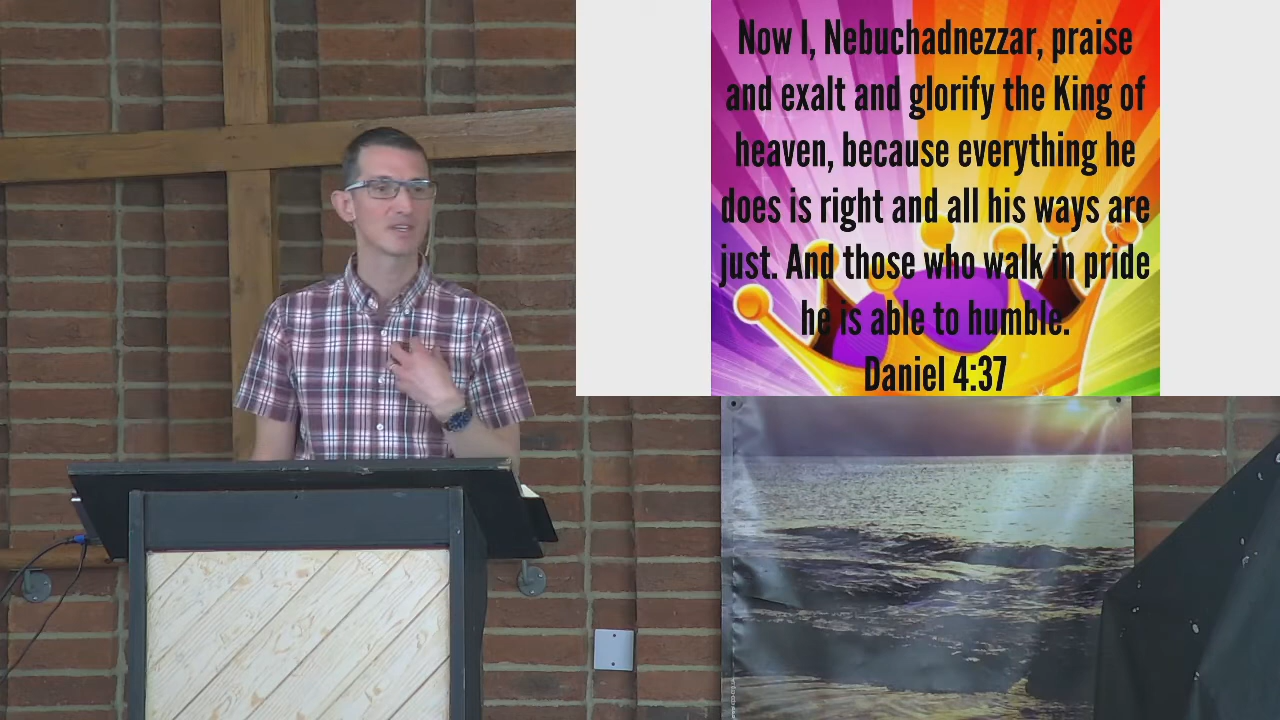 Now I, Nebuchadnezzar, praise
and exalt and glorify the King of
heaven, because everything he
does is right and all his ways are
just. And those who walk in pride
he is able to humble.
Daniel 4:37